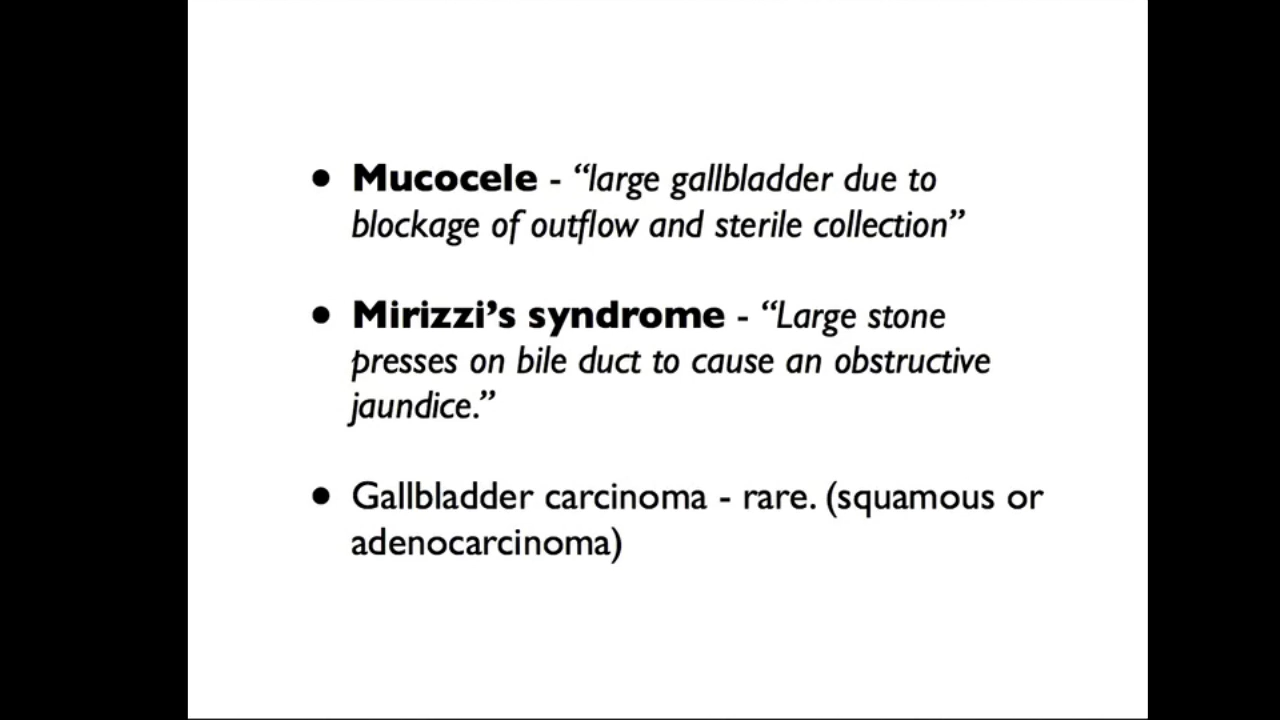 • Mucocele - “large gallbladder due to
blockage of outflow and sterile collection”
• Mirizzi’s syndrome - “Large stone
presses on bile duct to cause an obstructive
jaundice.”
• Gallbladder carcinoma - rare. (squamous or
adenocarcinoma)